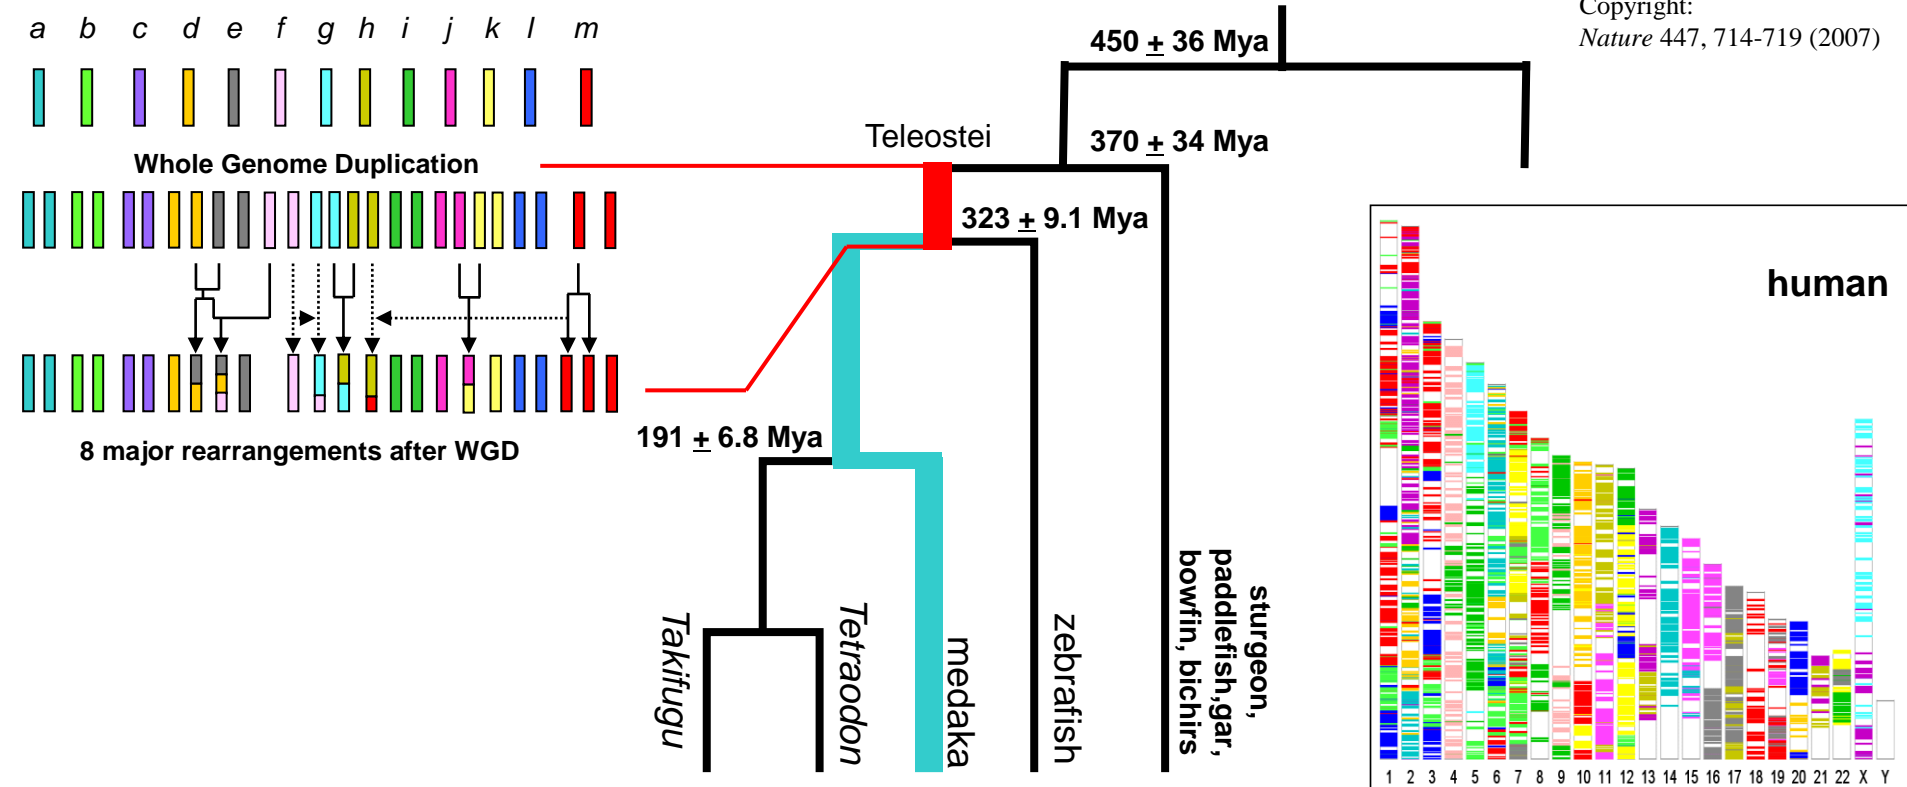 Copyright:
Nature 447, 714-719 (2007)
a b c d e f g h i j k l m
Whole Genome Duplication
8 major rearrangements after WGD
450 ± 36 Mya
Teleostei
370 ± 34 Mya
323 ± 9.1 Mya
191 ± 6.8 Mya
Takifugu
Tetraodon
medaka
zebrafish
sturgeon,
paddlefish,gar,
bowfin, bichirs
human
1 2 3 4 5 6 7 8 9 10 11 12 13 14 15 16 17 18 19 20 21 22 X Y